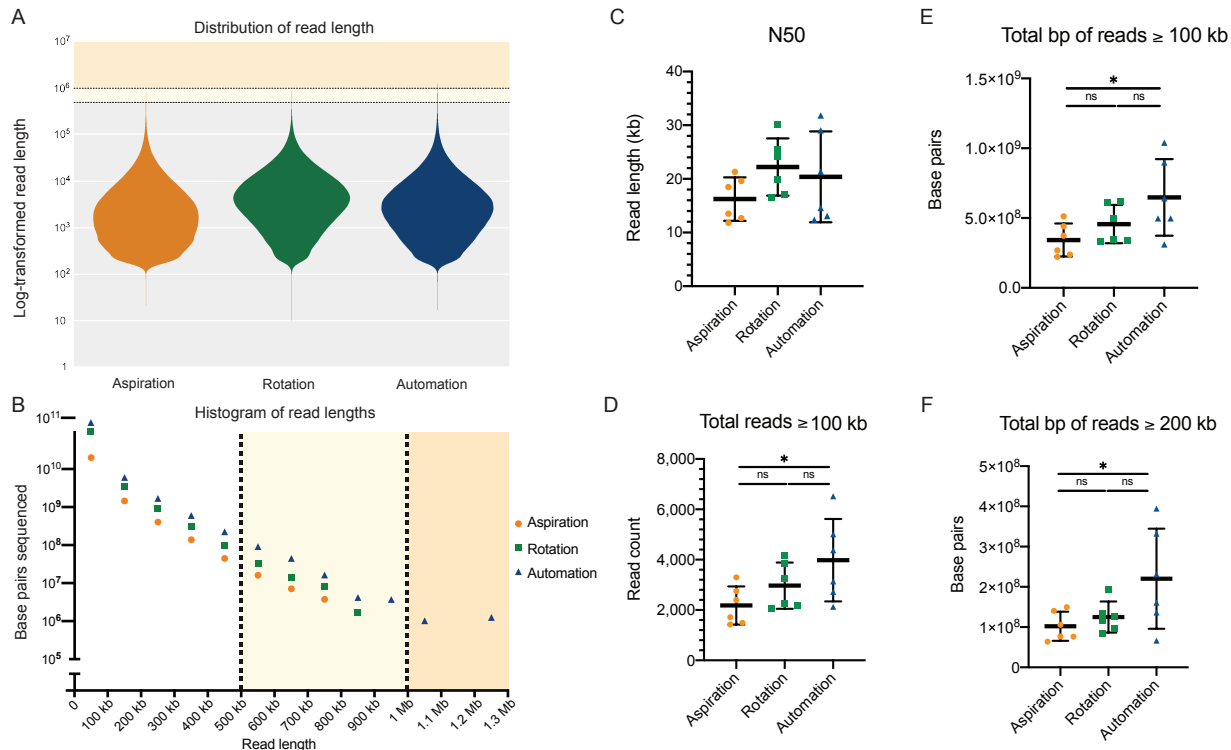 A
Distribution of read length
Log-transformed read length
10⁷
10⁶
10⁵
10⁴
10³
10²
10
1
Aspiration
Rotation
Automation
B
Histogram of read lengths
Base pairs sequenced
10¹¹
10¹⁰
10⁹
10⁸
10⁷
10⁶
10⁵
Aspiration
Rotation
Automation
0
100 kb
200 kb
300 kb
400 kb
500 kb
600 kb
700 kb
800 kb
900 kb
1 Mb
1.1 Mb
1.2 Mb
1.3 Mb
Read length
C
N50
Read length (kb)
40
30
20
10
0
Aspiration
Rotation
Automation
D
Total reads ≥ 100 kb
Read count
8,000
6,000
4,000
2,000
0
*
ns
ns
Aspiration
Rotation
Automation
E
Total bp of reads ≥ 100 kb
Base pairs
1.5×10⁹
1.0×10⁹
5.0×10⁸
0.0
*
ns
ns
Aspiration
Rotation
Automation
F
Total bp of reads ≥ 200 kb
Base pairs
5×10⁸
4×10⁸
3×10⁸
2×10⁸
1×10⁸
0
*
ns
ns
Aspiration
Rotation
Automation